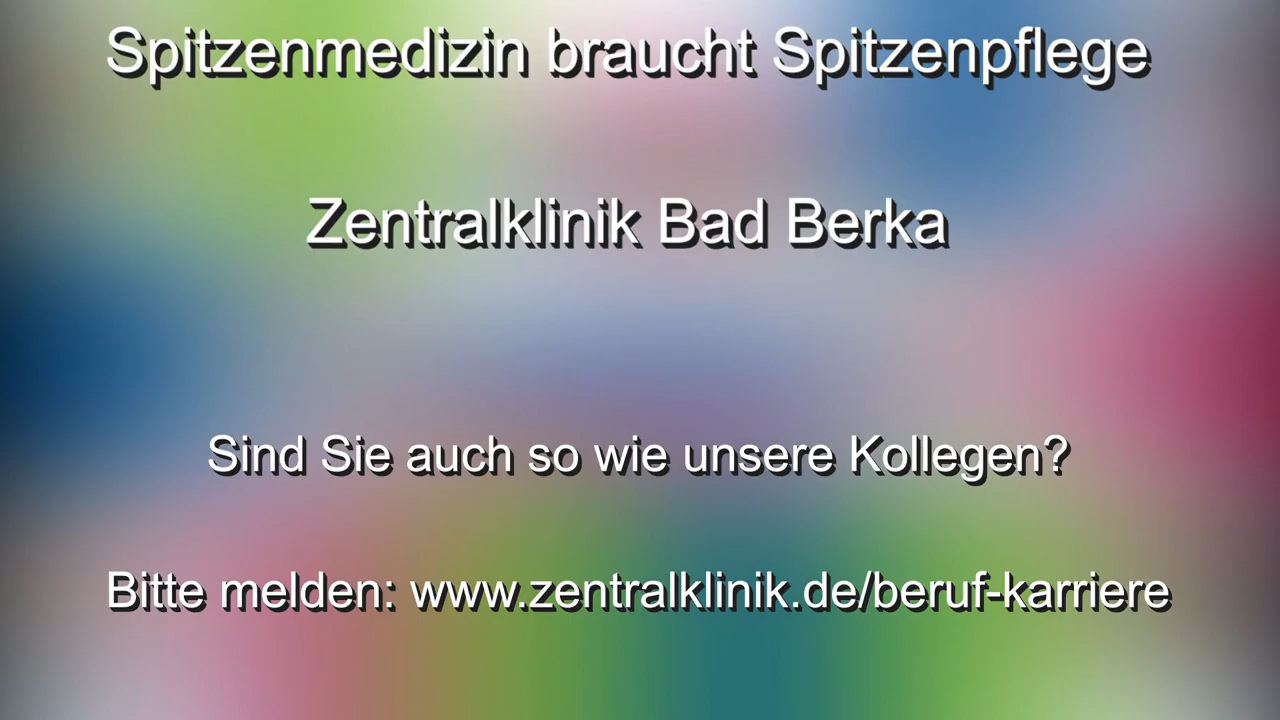 Spitzenmedizin braucht Spitzenpflege
Zentralklinik Bad Berka
Sind Sie auch so wie unsere Kollegen?
Bitte melden: www.zentralklinik.de/beruf-karriere